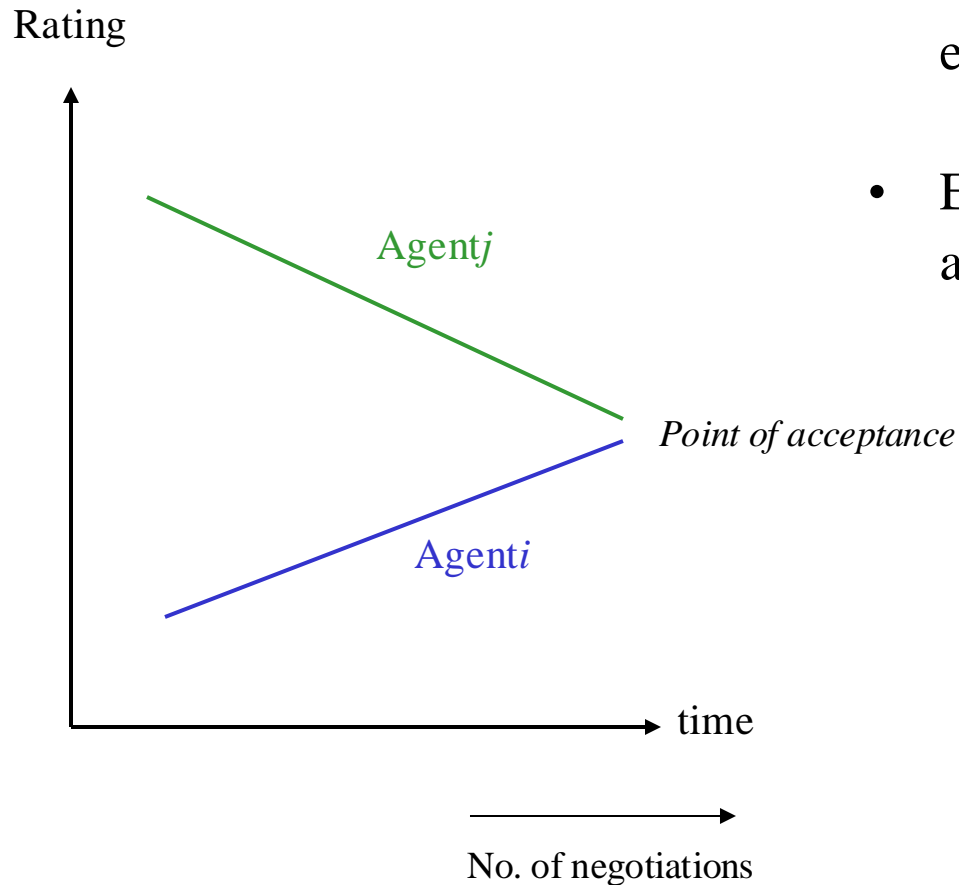 Rating
Agentj
Point of acceptance
Agenti
time
No. of negotiations
e
•
E
a